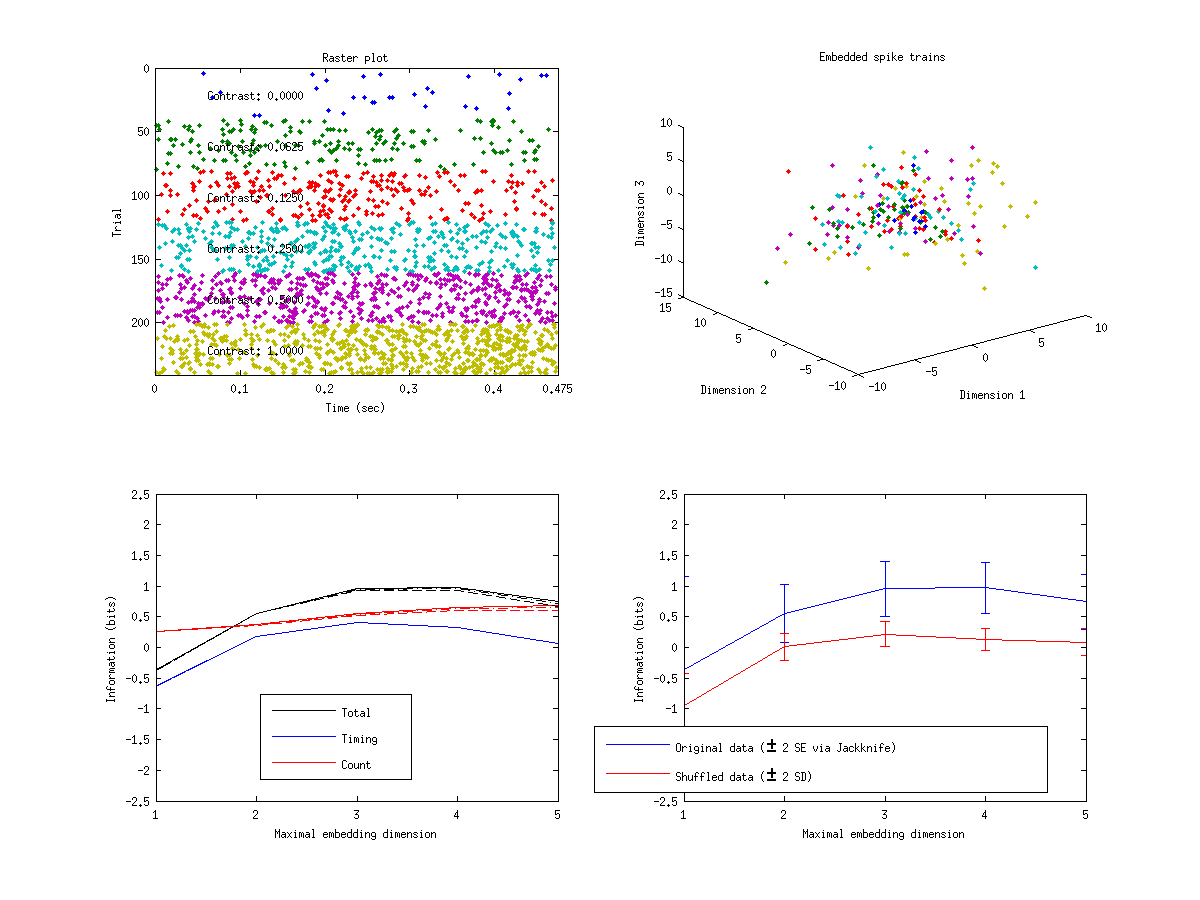 Raster plot
0
50
100
150
200
Trial
Contrast: 0.0000
Contrast: 0.0625
Contrast: 0.1250
Contrast: 0.2500
Contrast: 0.5000
Contrast: 1.0000
0 0.1 0.2 0.3 0.4 0.475
Time (sec)
Embedded spike trains
10
5
0
−5
−10
−15
Dimension 3
15
10
5
0
−5
−10
Dimension 2
−10
−5
0
5
10
Dimension 1
2.5
2
1.5
1
0.5
0
−0.5
−1
−1.5
−2
−2.5
Information (bits)
Total
Timing
Count
1 2 3 4 5
Maximal embedding dimension
2.5
2
1.5
1
0.5
0
−0.5
−1
−2.5
Information (bits)
Original data (± 2 SE via Jackknife)
Shuffled data (± 2 SD)
1 2 3 4 5
Maximal embedding dimension